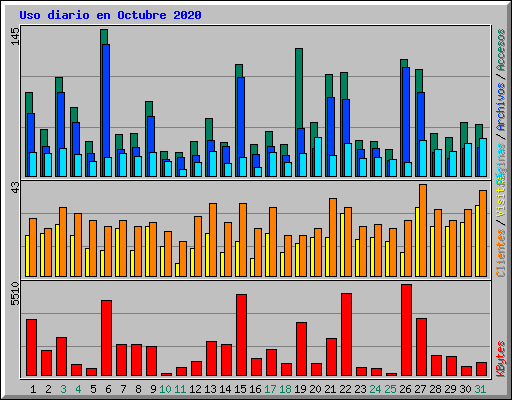 Uso diario en Octubre 2020
145
43
5510
Clientes / Visitas
Páginas / Archivos / Accesos
KBytes
1 2 3 4 5 6 7 8 9 10 11 12 13 14 15 16 17 18 19 20 21 22 23 24 25 26 27 28 29 30 31